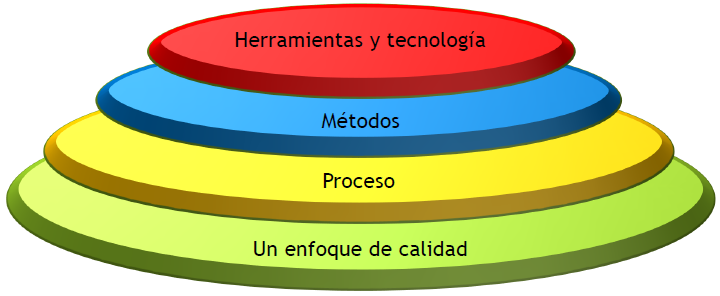 Herramientas y tecnología
Métodos
Proceso
Un enfoque de calidad